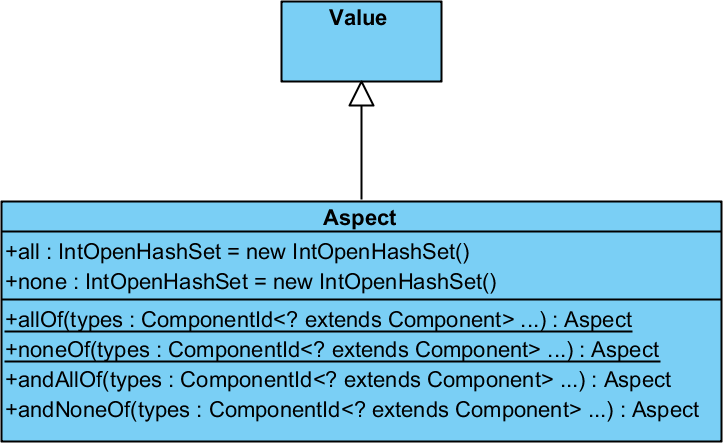 Value
Aspect
+all : IntOpenHashSet = new IntOpenHashSet()
+none : IntOpenHashSet = new IntOpenHashSet()
+allOf(types : ComponentId<? extends Component> ...) : Aspect
+noneOf(types : ComponentId<? extends Component> ...) : Aspect
+andAllOf(types : ComponentId<? extends Component> ...) : Aspect
+andNoneOf(types : ComponentId<? extends Component> ...) : Aspect